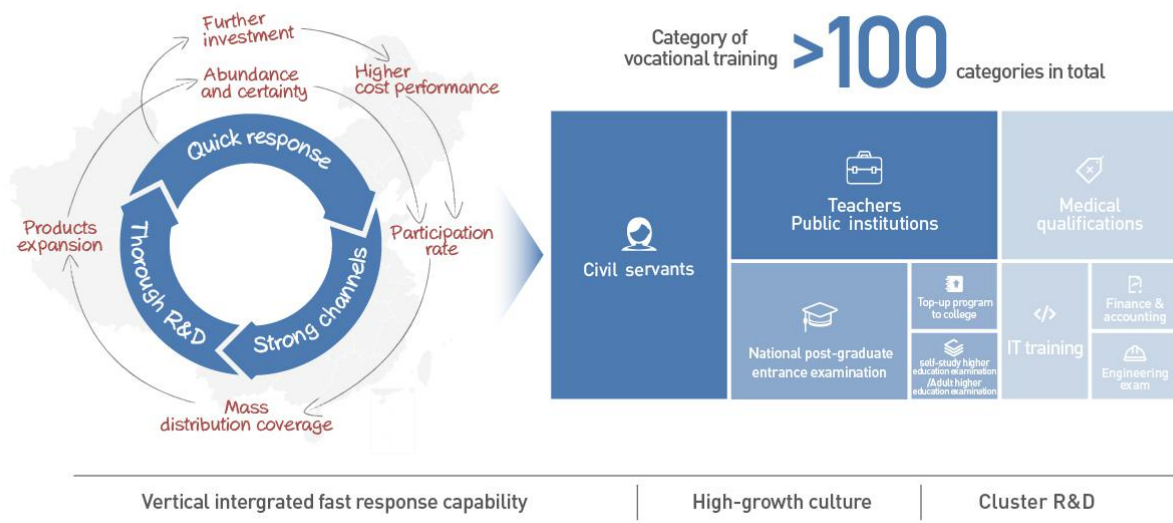 Further
investment
Abundance
and certainty
Higher
cost performance
Quick response
Products
expansion
Thorough R&D
Strong channels
Participation
rate
Mass
distribution coverage
Category of
vocational training
>100
categories in total
Civil servants
Teachers
Public institutions
Medical
qualifications
National post-graduate
entrance examination
Top-up program
to college
self-study higher
education examination
/Adult higher
education examination
IT training
Finance &
accounting
Engineering
exam
Vertical intergrated fast response capability
High-growth culture
Cluster R&D